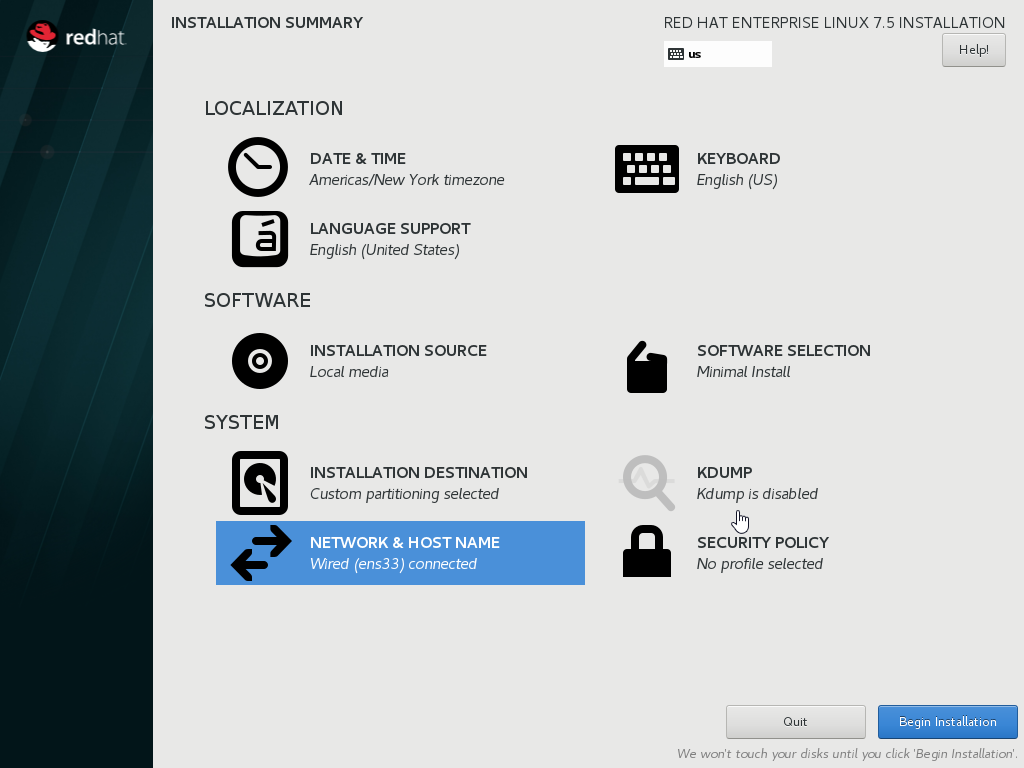 redhat.
INSTALLATION SUMMARY
RED HAT ENTERPRISE LINUX 7.5 INSTALLATION
us
Help!
LOCALIZATION
DATE & TIME
Americas/New York timezone
KEYBOARD
English (US)
á
LANGUAGE SUPPORT
English (United States)
SOFTWARE
INSTALLATION SOURCE
Local media
SOFTWARE SELECTION
Minimal Install
SYSTEM
INSTALLATION DESTINATION
Custom partitioning selected
KDUMP
Kdump is disabled
NETWORK & HOST NAME
Wired (ens33) connected
SECURITY POLICY
No profile selected
Quit
Begin Installation
We won't touch your disks until you click 'Begin Installation'.